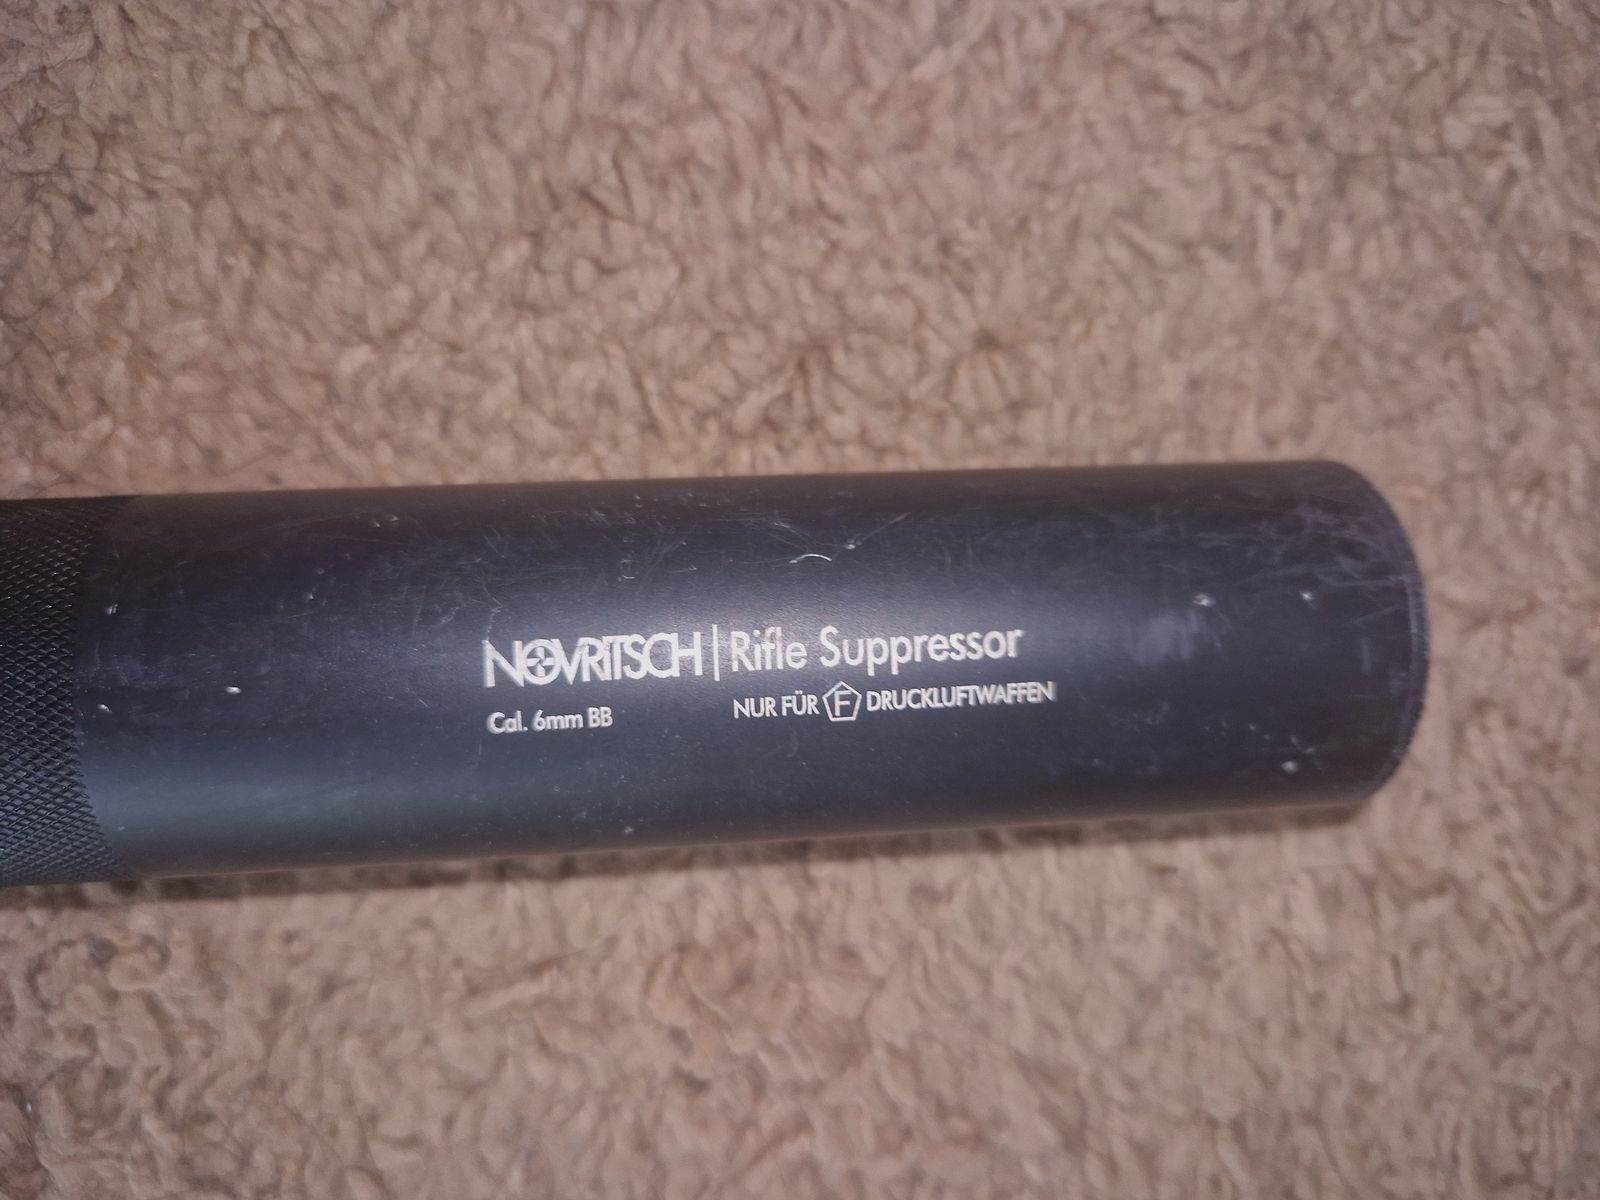 NOVRITSCH | Rifle Suppressor
Cal. 6mm BB
NUR FÜR F DRUCKLUFTWAFFEN